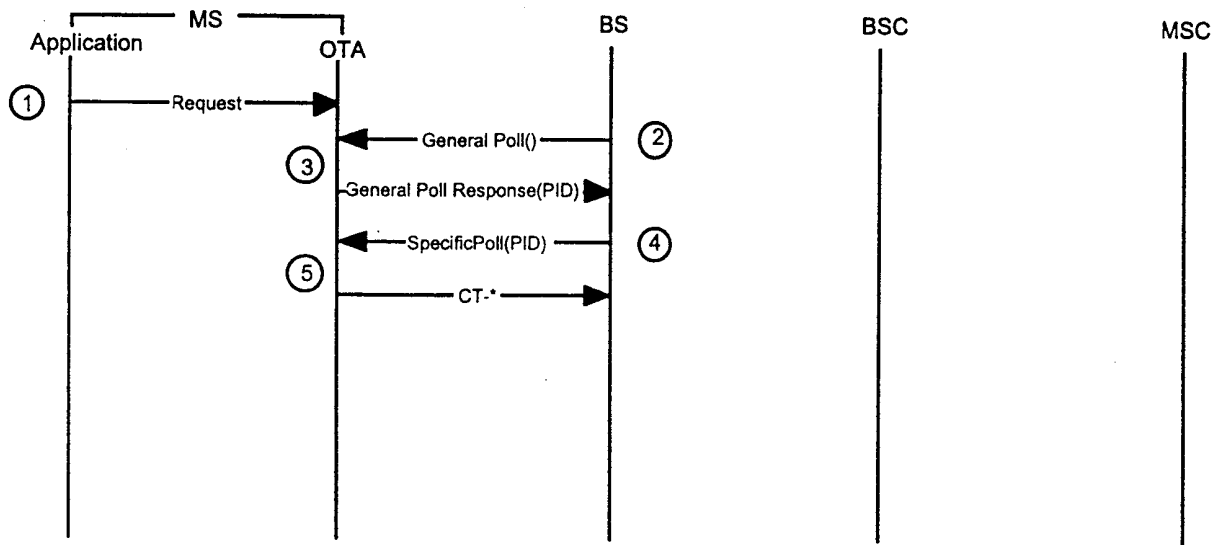 MS
BS
BSC
MSC
Application
OTA
1
Request
General Poll()
2
3
General Poll Response(PID)
SpecificPoll(PID)
4
5
CT-*